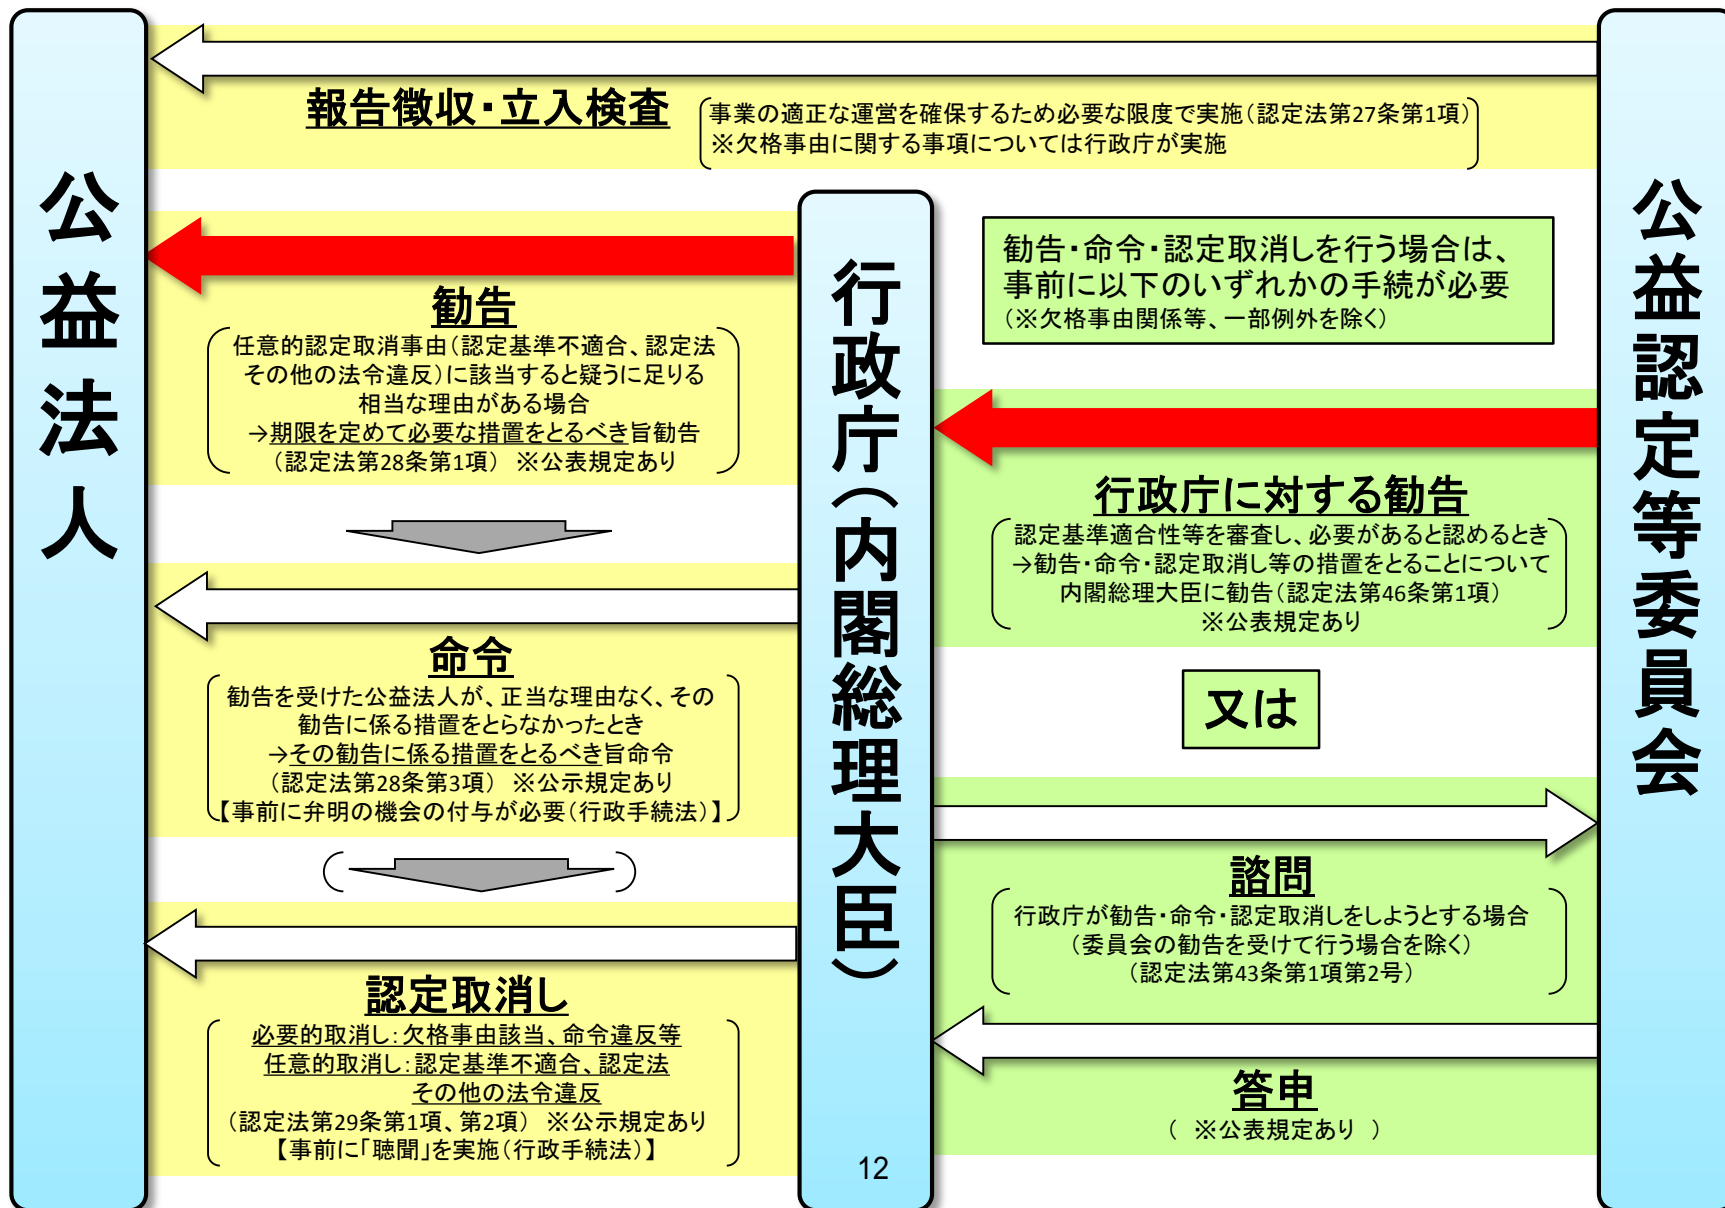 公益法人
報告徴収・立入検査
事業の適正な運営を確保するため必要な限度で実施(認定法第27条第1項)
※欠格事由に関する事項については行政庁が実施
勧告
任意的認定取消事由(認定基準不適合、認定法
その他の法令違反)に該当すると疑うに足りる
相当な理由がある場合
→期限を定めて必要な措置をとるべき旨勧告
(認定法第28条第1項) ※公表規定あり
命令
勧告を受けた公益法人が、正当な理由なく、その
勧告に係る措置をとらなかったとき
→その勧告に係る措置をとるべき旨命令
(認定法第28条第3項) ※公示規定あり
【事前に弁明の機会の付与が必要(行政手続法)】
認定取消し
必要的取消し:欠格事由該当、命令違反等
任意的取消し:認定基準不適合、認定法
その他の法令違反
(認定法第29条第1項、第2項) ※公示規定あり
【事前に「聴聞」を実施(行政手続法)】
行政庁(内閣総理大臣)
12
勧告・命令・認定取消しを行う場合は、
事前に以下のいずれかの手続が必要
(※欠格事由関係等、一部例外を除く)
行政庁に対する勧告
認定基準適合性等を審査し、必要があると認めるとき
→勧告・命令・認定取消し等の措置をとることについて
内閣総理大臣に勧告(認定法第46条第1項)
※公表規定あり
又は
諮問
行政庁が勧告・命令・認定取消しをしようとする場合
(委員会の勧告を受けて行う場合を除く)
(認定法第43条第1項第2号)
答申
( ※公表規定あり )
公益認定等委員会